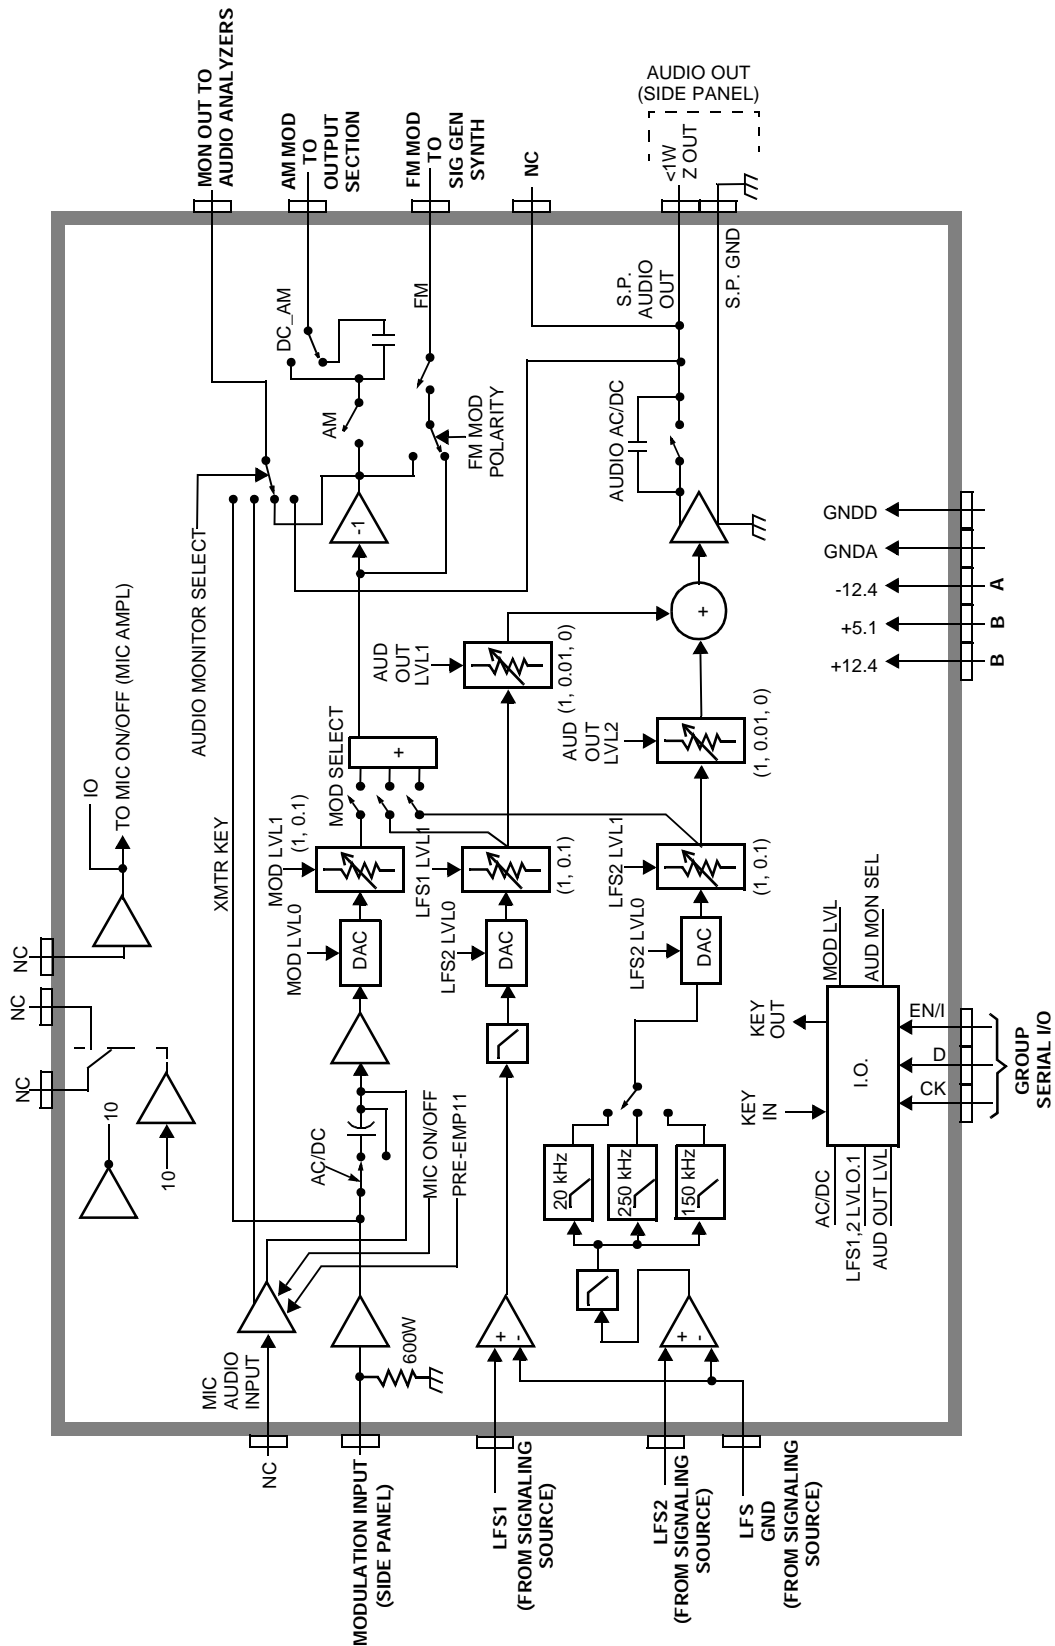 MON OUT TO
AUDIO ANALYZERS
AM MOD
TO
OUTPUT
SECTION
FM MOD
TO
SIG GEN
SYNTH
NC
AUDIO OUT
(SIDE PANEL)
<1W
Z OUT
DC_AM
FM
S.P.
AUDIO
OUT
S.P. GND
AM
FM MOD
POLARITY
AUDIO AC/DC
-1
AUDIO MONITOR SELECT
TO MIC ON/OFF (MIC AMPL)
IO
GNDD
GNDA
-12.4
A
+5.1
B
+12.4
B
+
AUD
OUT
LVL1
(1, 0.01, 0)
MOD SELECT
+
AUD
OUT
LVL2
(1, 0.01, 0)
XMTR KEY
MOD LVL1
(1, 0.1)
LFS1 LVL1
(1, 0.1)
LFS2 LVL1
(1, 0.1)
MOD LVL0
DAC
LFS2 LVL0
DAC
LFS2 LVL0
DAC
NC
NC
NC
10
10
MOD LVL
AUD MON SEL
KEY
OUT
EN/I
D
CK
I.O.
GROUP
SERIAL I/O
KEY
IN
AC/DC
LFS1,2 LVLO.1
AUD OUT LVL
AC/DC
MIC ON/OFF
PRE-EMP11
20 kHz
250 kHz
150 kHz
MIC
AUDIO
INPUT
600W
+
-
+
-
NC
MODULATION INPUT
(SIDE PANEL)
LFS1
(FROM SIGNALING
SOURCE)
LFS2
(FROM SIGNALING
SOURCE)
LFS
GND
(FROM SIGNALING
SOURCE)